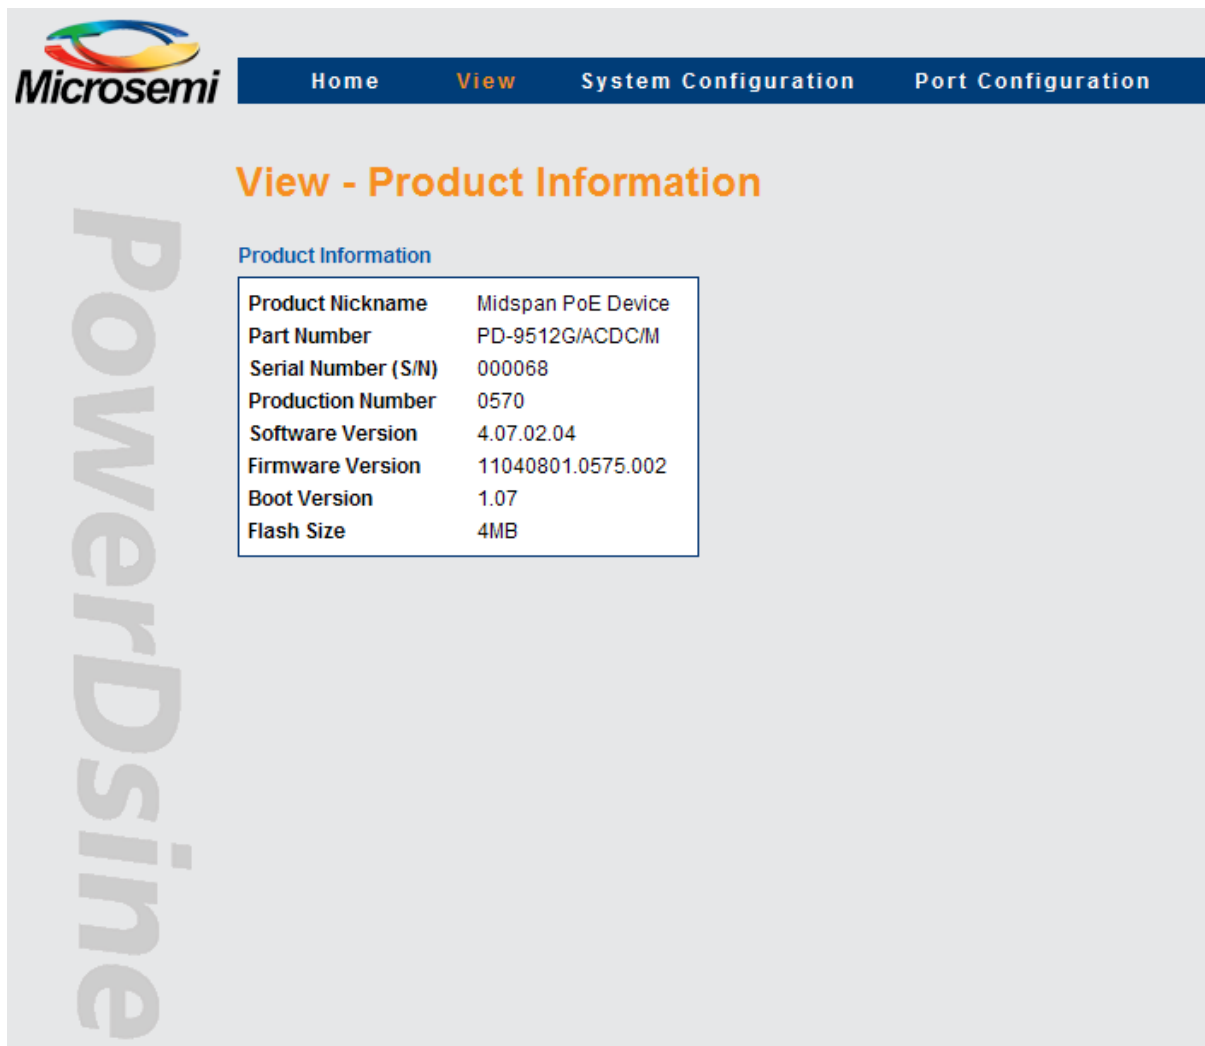 Microsemi
Home View System Configuration Port Configuration
View - Product Information
PowerDsine
Product Information
Product Nickname Midspan PoE Device
Part Number PD-9512G/ACDC/M
Serial Number (S/N) 000068
Production Number 0570
Software Version 4.07.02.04
Firmware Version 11040801.0575.002
Boot Version 1.07
Flash Size 4MB